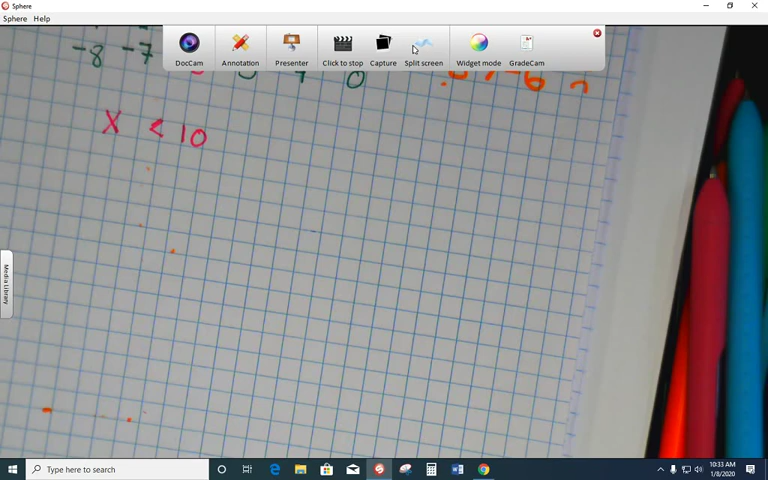 Sphere
Sphere Help
DocCam Annotation Presenter Click to stop Capture Split screen Widget mode GradeCam
-8 -7
X < 10
Media Library
Type here to search
10:33 AM
1/8/2020